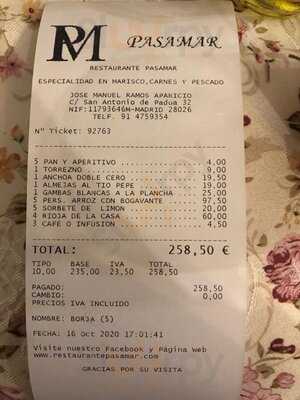 PM PASAMAR
RESTAURANTE PASAMAR
ESPECIALIDAD EN MARISCO,CARNES Y PESCADO
JOSE MANUEL RAMOS APARICIO
C/ San Antonio de Padua 32
NIF:11793646M-MADRID 28026
TELF. 91 4759354
Nº Ticket: 92763
5 PAN Y APERITIVO 4,00
1 TORREZNO 9,00
1 ANCHOA DOBLE CERO 19,50
1 ALMEJAS AL TIO PEPE 19,00
1 GAMBAS BLANCAS A LA PLANCHA 25,00
5 PERS. ARROZ CON BOGAVANTE 97,50
5 SORBETE DE LIMON 20,00
4 RIOJA DE LA CASA 60,00
3 CAFE O INFUSION 4,50
TOTAL: 258,50 €
TIPO BASE IVA TOTAL
10,00 235,00 23,50 258,50
PAGADO: 258,50
CAMBIO: 0,00
PRECIOS IVA INCLUIDO
NOMBRE: BORJA (5)
FECHA: 16 Oct 2020 17:01:41
Visite nuestro Facebook y Página Web
www.restaurantepasamar.com
GRACIAS POR SU VISITA